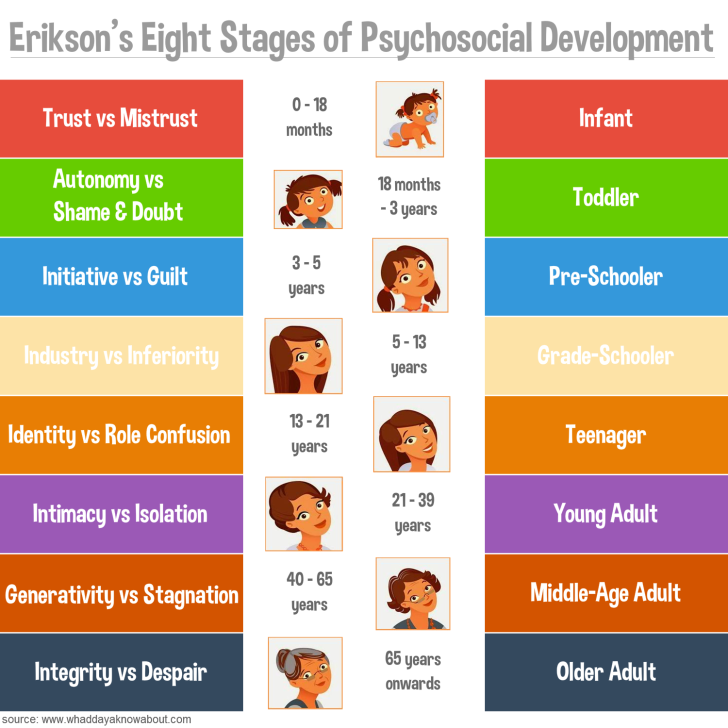 Erikson's Eight Stages of Psychosocial Development
Trust vs Mistrust
0 - 18
months
Infant
Autonomy vs
Shame & Doubt
18 months
- 3 years
Toddler
Initiative vs Guilt
3 - 5
years
Pre-Schooler
Industry vs Inferiority
5 - 13
years
Grade-Schooler
Identity vs Role Confusion
13 - 21
years
Teenager
Intimacy vs Isolation
21 - 39
years
Young Adult
Generativity vs Stagnation
40 - 65
years
Middle-Age Adult
Integrity vs Despair
65 years
onwards
Older Adult
source: www.whaddayaknowabout.com